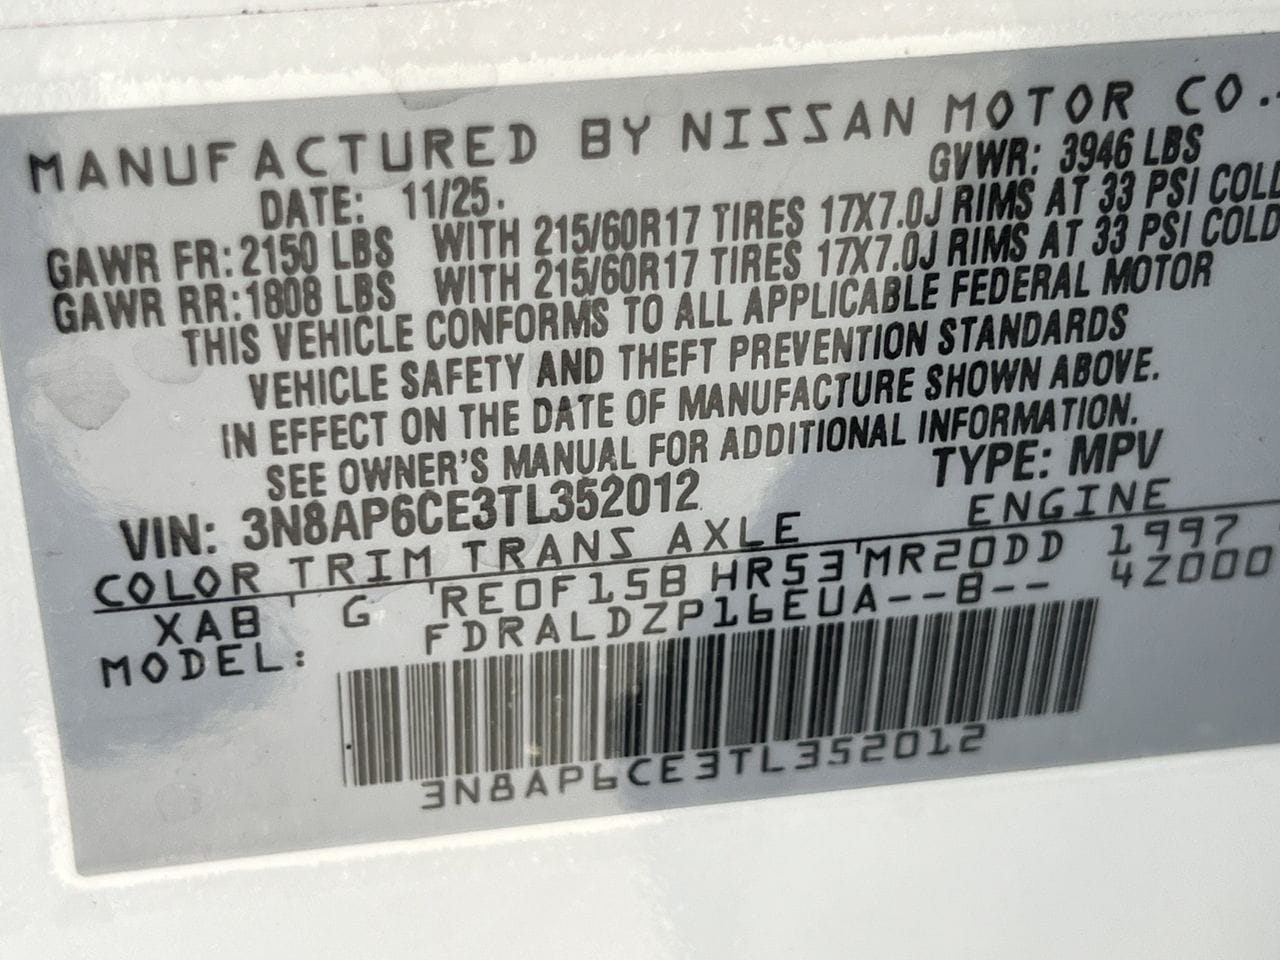 MANUFACTURED BY NISSAN MOTOR CO.,
DATE: 11/25. GVWR: 3946 LBS
GAWR FR: 2150 LBS WITH 215/60R17 TIRES 17X7.0J RIMS AT 33 PSI COLD
GAWR RR: 1808 LBS WITH 215/60R17 TIRES 17X7.0J RIMS AT 33 PSI COLD
THIS VEHICLE CONFORMS TO ALL APPLICABLE FEDERAL MOTOR
VEHICLE SAFETY AND THEFT PREVENTION STANDARDS
IN EFFECT ON THE DATE OF MANUFACTURE SHOWN ABOVE.
SEE OWNER'S MANUAL FOR ADDITIONAL INFORMATION.
VIN: 3N8AP6CE3TL352012 TYPE: MPV
COLOR TRIM TRANS AXLE ENGINE
XAB G RE0F15B HR53 MR20DD 1997
MODEL: FDRALDZP16EUA--B-- 4Z000
3N8AP6CE3TL352012